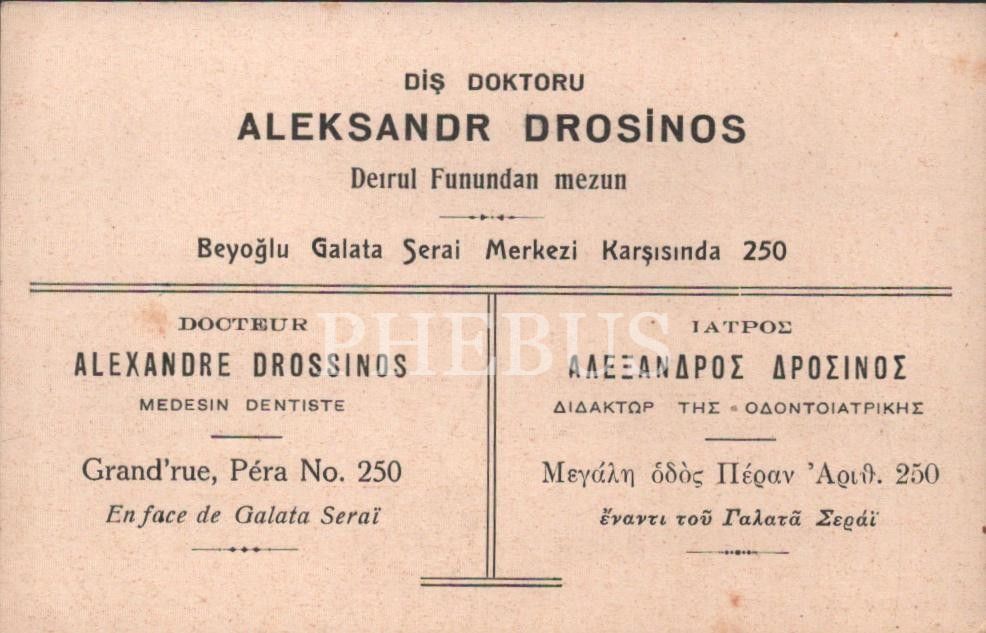 DİŞ DOKTORU
ALEKSANDR DROSİNOS
Deırul Funundan mezun
Beyoğlu Galata Serai Merkezi Karşısında 250
DOCTEUR
ALEXANDRE DROSSINOS
MEDESIN DENTISTE
Grand'rue, Péra No. 250
En face de Galata Seraï
ΙΑΤΡΟΣ
ΑΛΕΞΑΝΔΡΟΣ ΔΡΟΣΙΝΟΣ
ΔΙΔΑΚΤΩΡ ΤΗΣ ΟΔΟΝΤΟΙΑΤΡΙΚΗΣ
Μεγάλη ὁδὸς Πέραν Ἀριθ. 250
ἔναντι τοῦ Γαλατᾶ Σεράϊ
PHEBUS